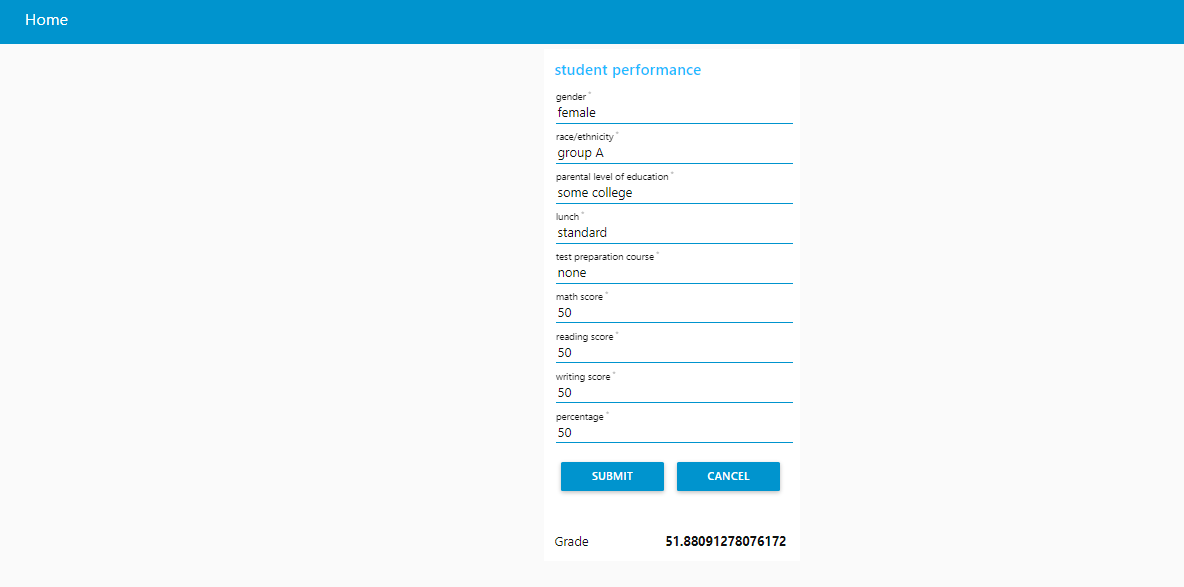 Home
student performance
gender *
female
race/ethnicity *
group A
parental level of education *
some college
lunch *
standard
test preparation course *
none
math score *
50
reading score *
50
writing score *
50
percentage *
50
SUBMIT CANCEL
Grade 51.88091278076172